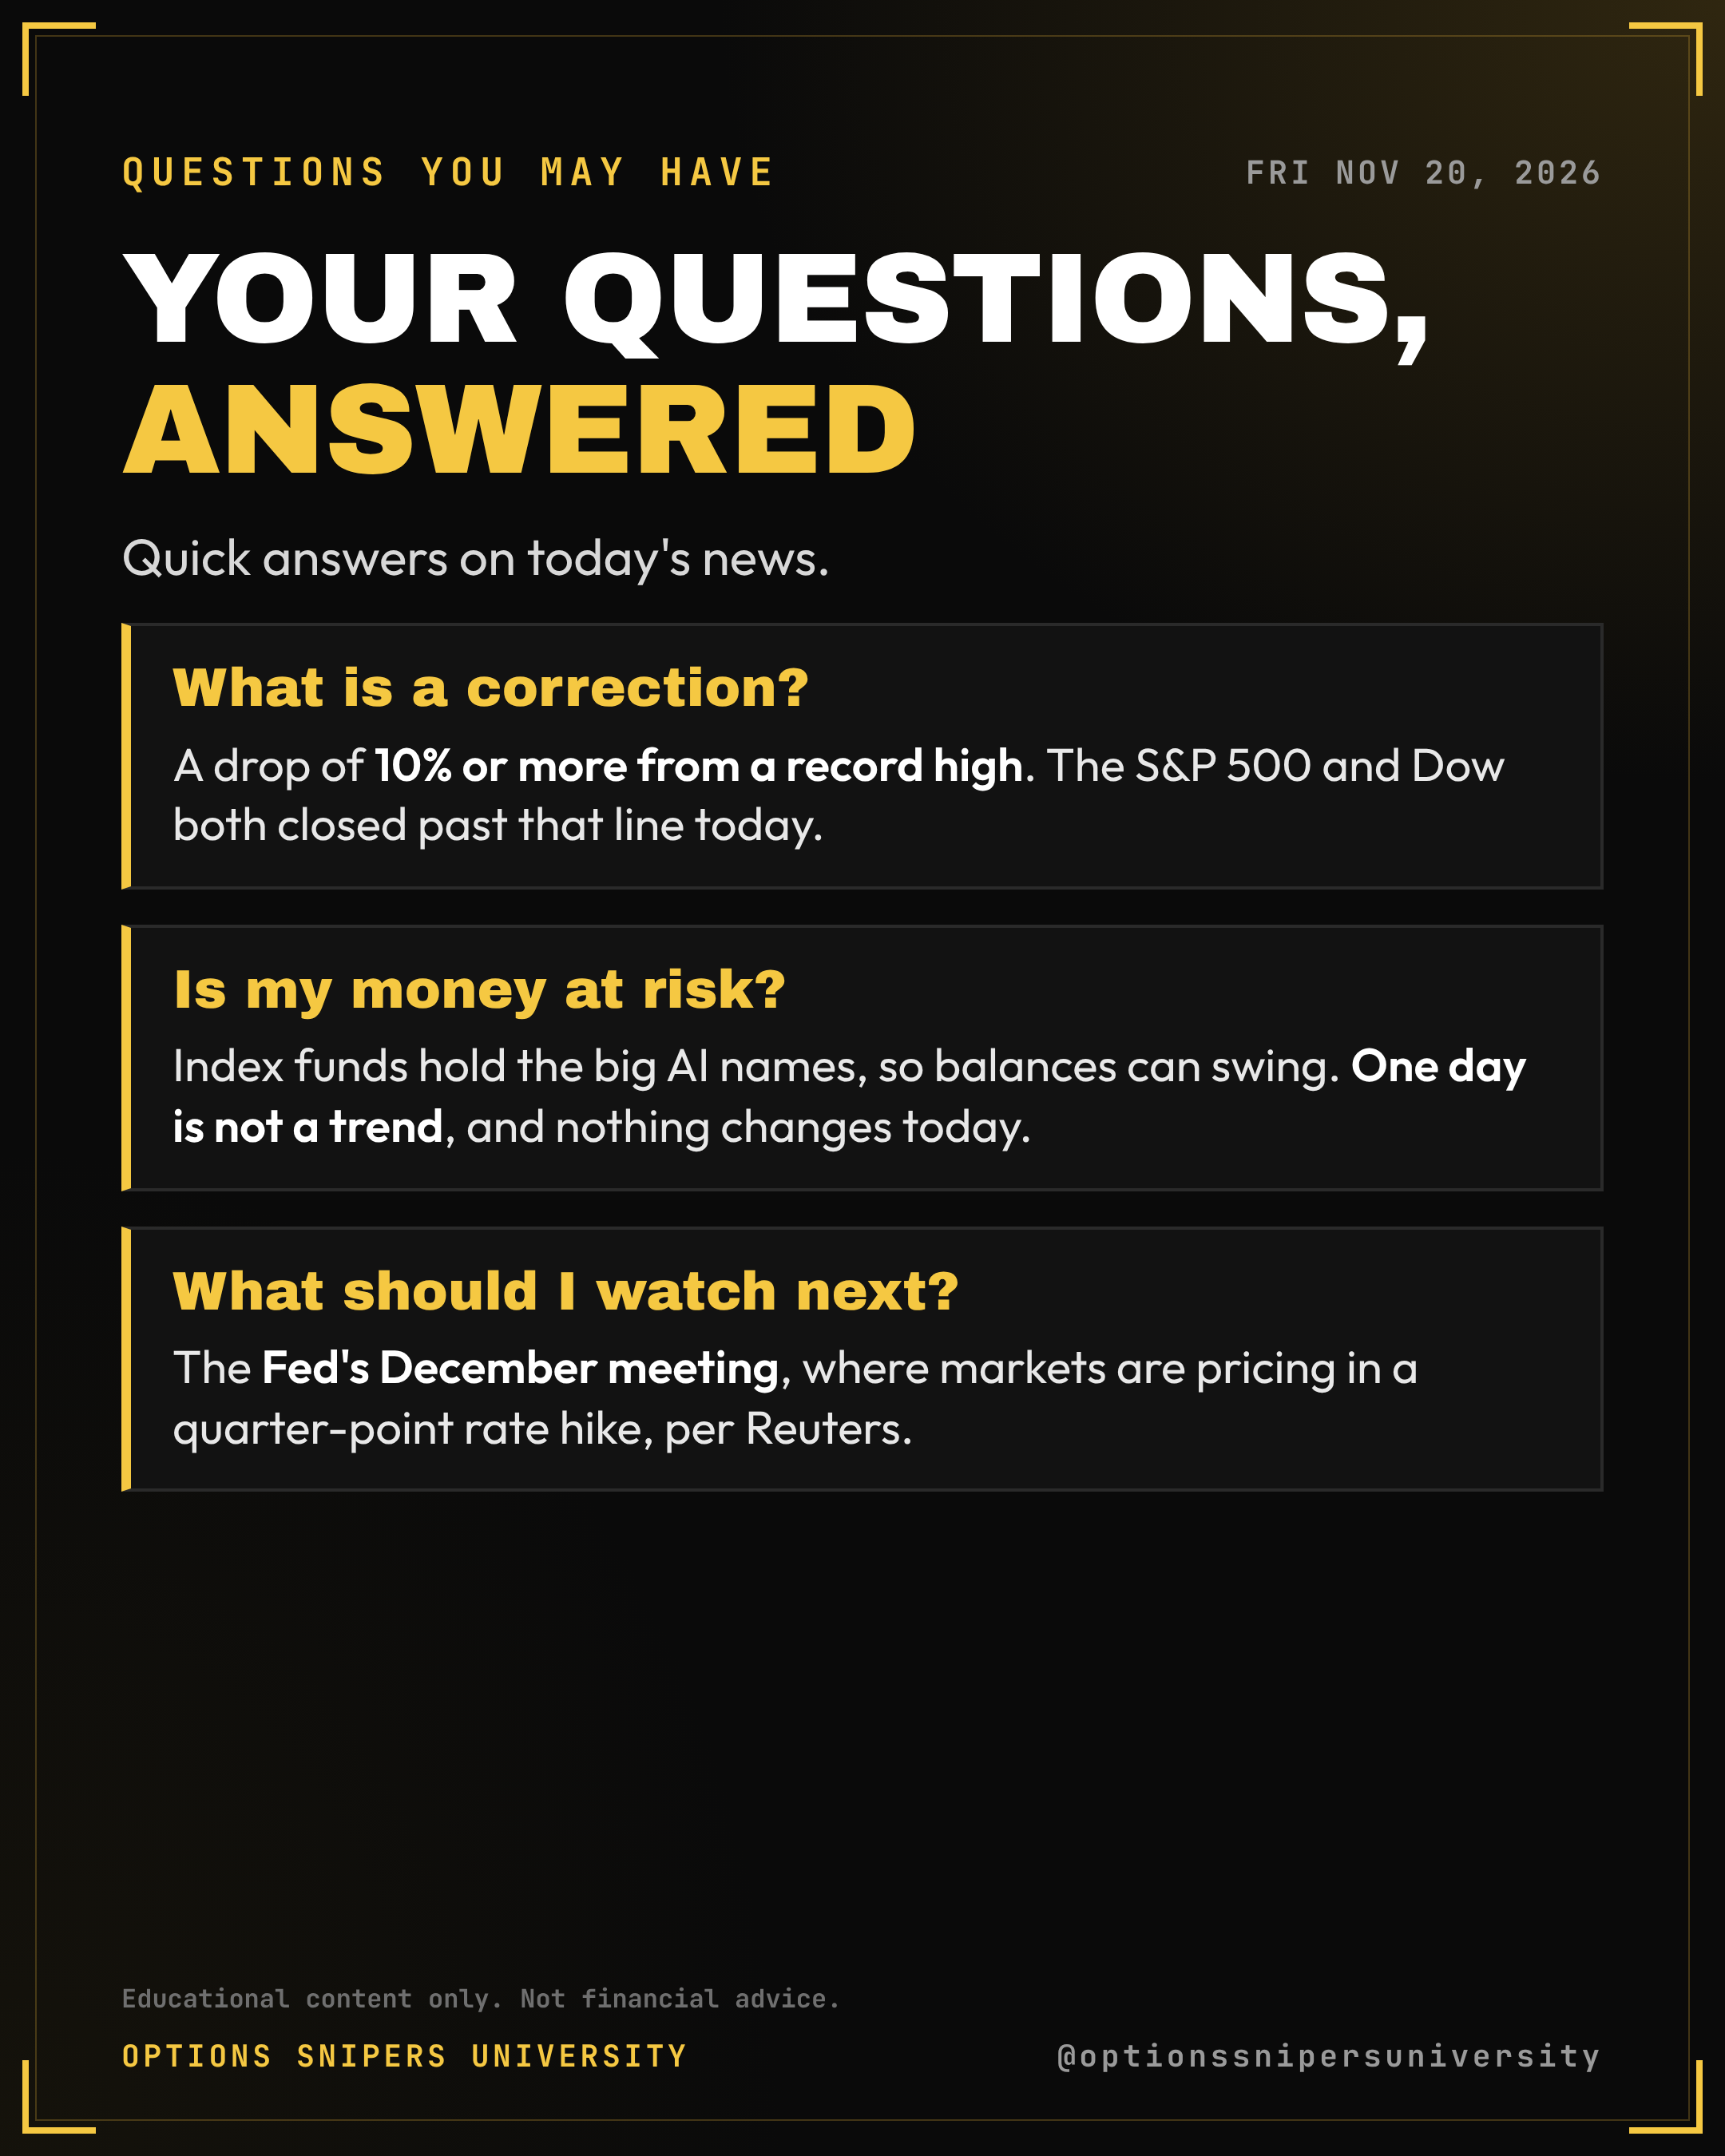 QUESTIONS YOU MAY HAVE
FRI NOV 20, 2026
YOUR QUESTIONS,
ANSWERED
Quick answers on today's news.
What is a correction?
A drop of 10% or more from a record high. The S&P 500 and Dow
both closed past that line today.
Is my money at risk?
Index funds hold the big AI names, so balances can swing. One day
is not a trend, and nothing changes today.
What should I watch next?
The Fed's December meeting, where markets are pricing in a
quarter-point rate hike, per Reuters.
Educational content only. Not financial advice.
OPTIONS SNIPERS UNIVERSITY
@optionssnipersuniversity